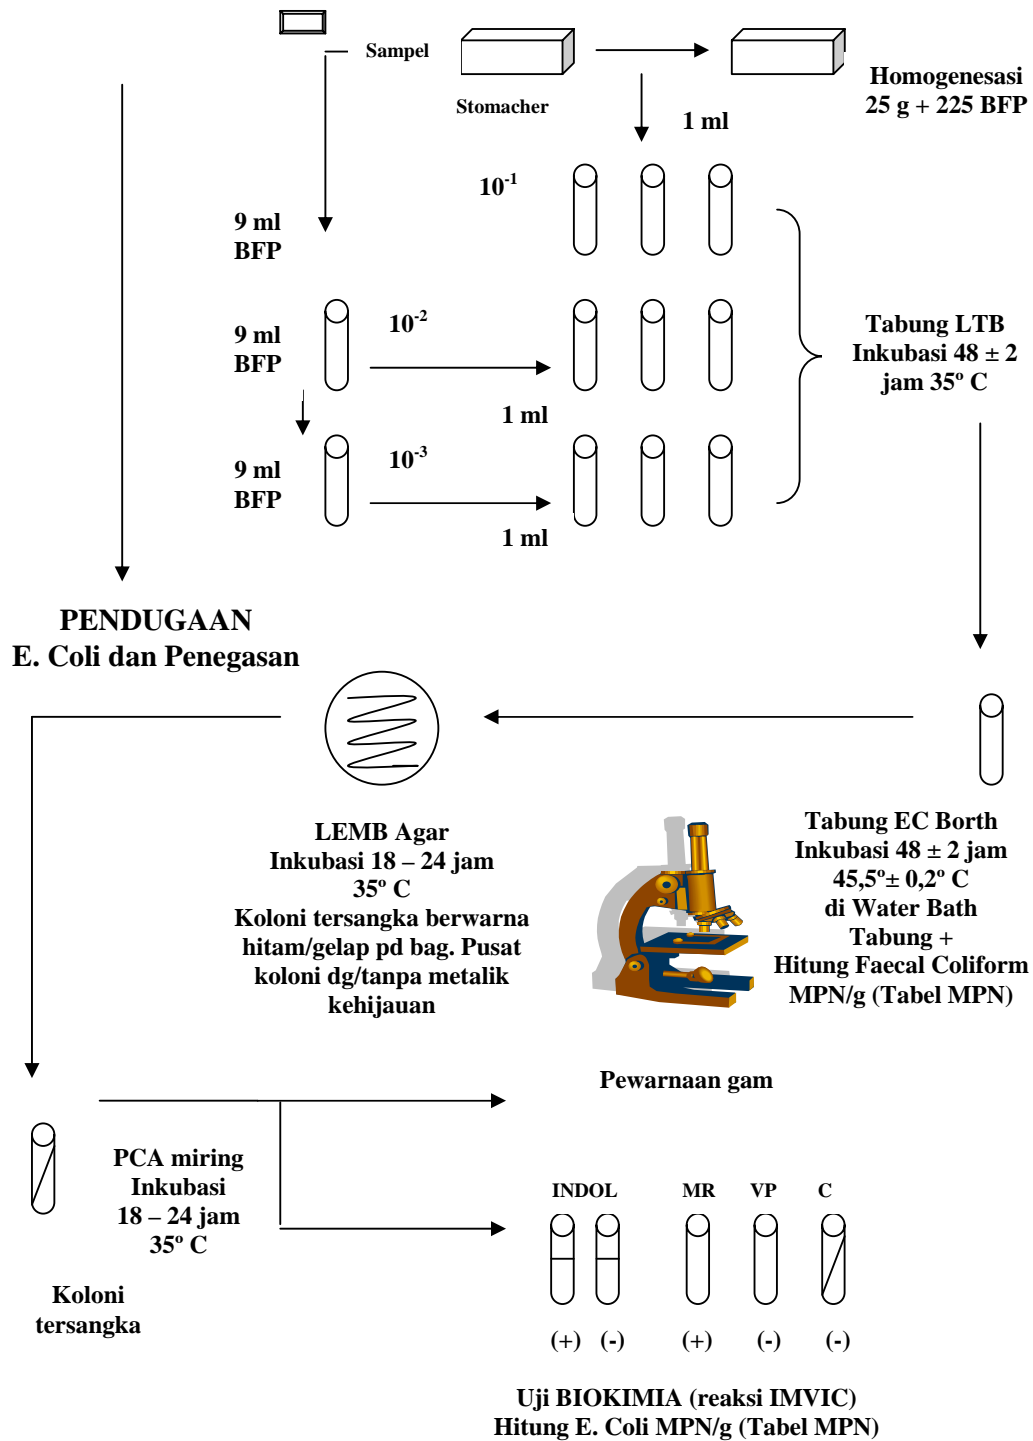 Sampel
Stomacher
Homogenesasi
25 g + 225 BFP
1 ml
10⁻¹
9 ml
BFP
9 ml
BFP
10⁻²
1 ml
9 ml
BFP
10⁻³
1 ml
Tabung LTB
Inkubasi 48 ± 2
jam 35º C
PENDUGAAN
E. Coli dan Penegasan
LEMB Agar
Inkubasi 18 – 24 jam
35º C
Koloni tersangka berwarna
hitam/gelap pd bag. Pusat
koloni dg/tanpa metalik
kehijauan
Tabung EC Borth
Inkubasi 48 ± 2 jam
45,5º± 0,2º C
di Water Bath
Tabung +
Hitung Faecal Coliform
MPN/g (Tabel MPN)
Pewarnaan gam
PCA miring
Inkubasi
18 – 24 jam
35º C
Koloni
tersangka
INDOL MR VP C
(+) (-) (+) (-) (-)
Uji BIOKIMIA (reaksi IMVIC)
Hitung E. Coli MPN/g (Tabel MPN)